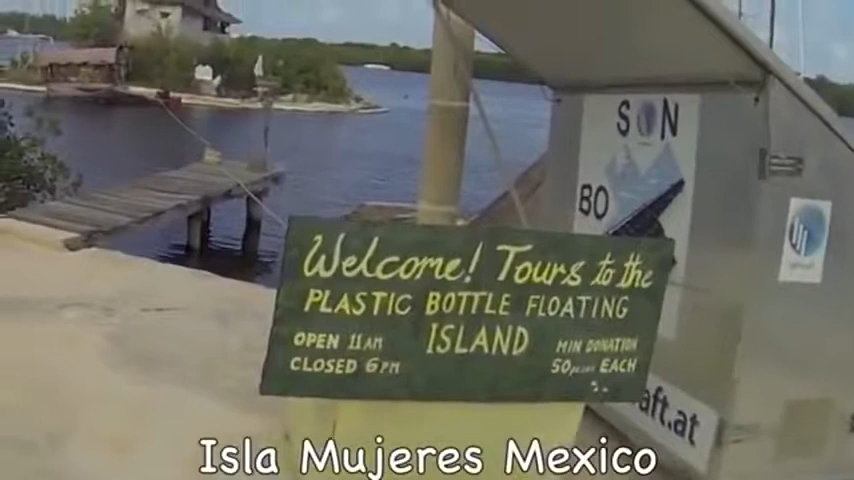 SON
BO
Welcome! Tours to the
PLASTIC BOTTLE FLOATING
ISLAND
OPEN 11AM
CLOSED 6PM
MIN DONATION
50 EACH
aft.at
Isla Mujeres Mexico